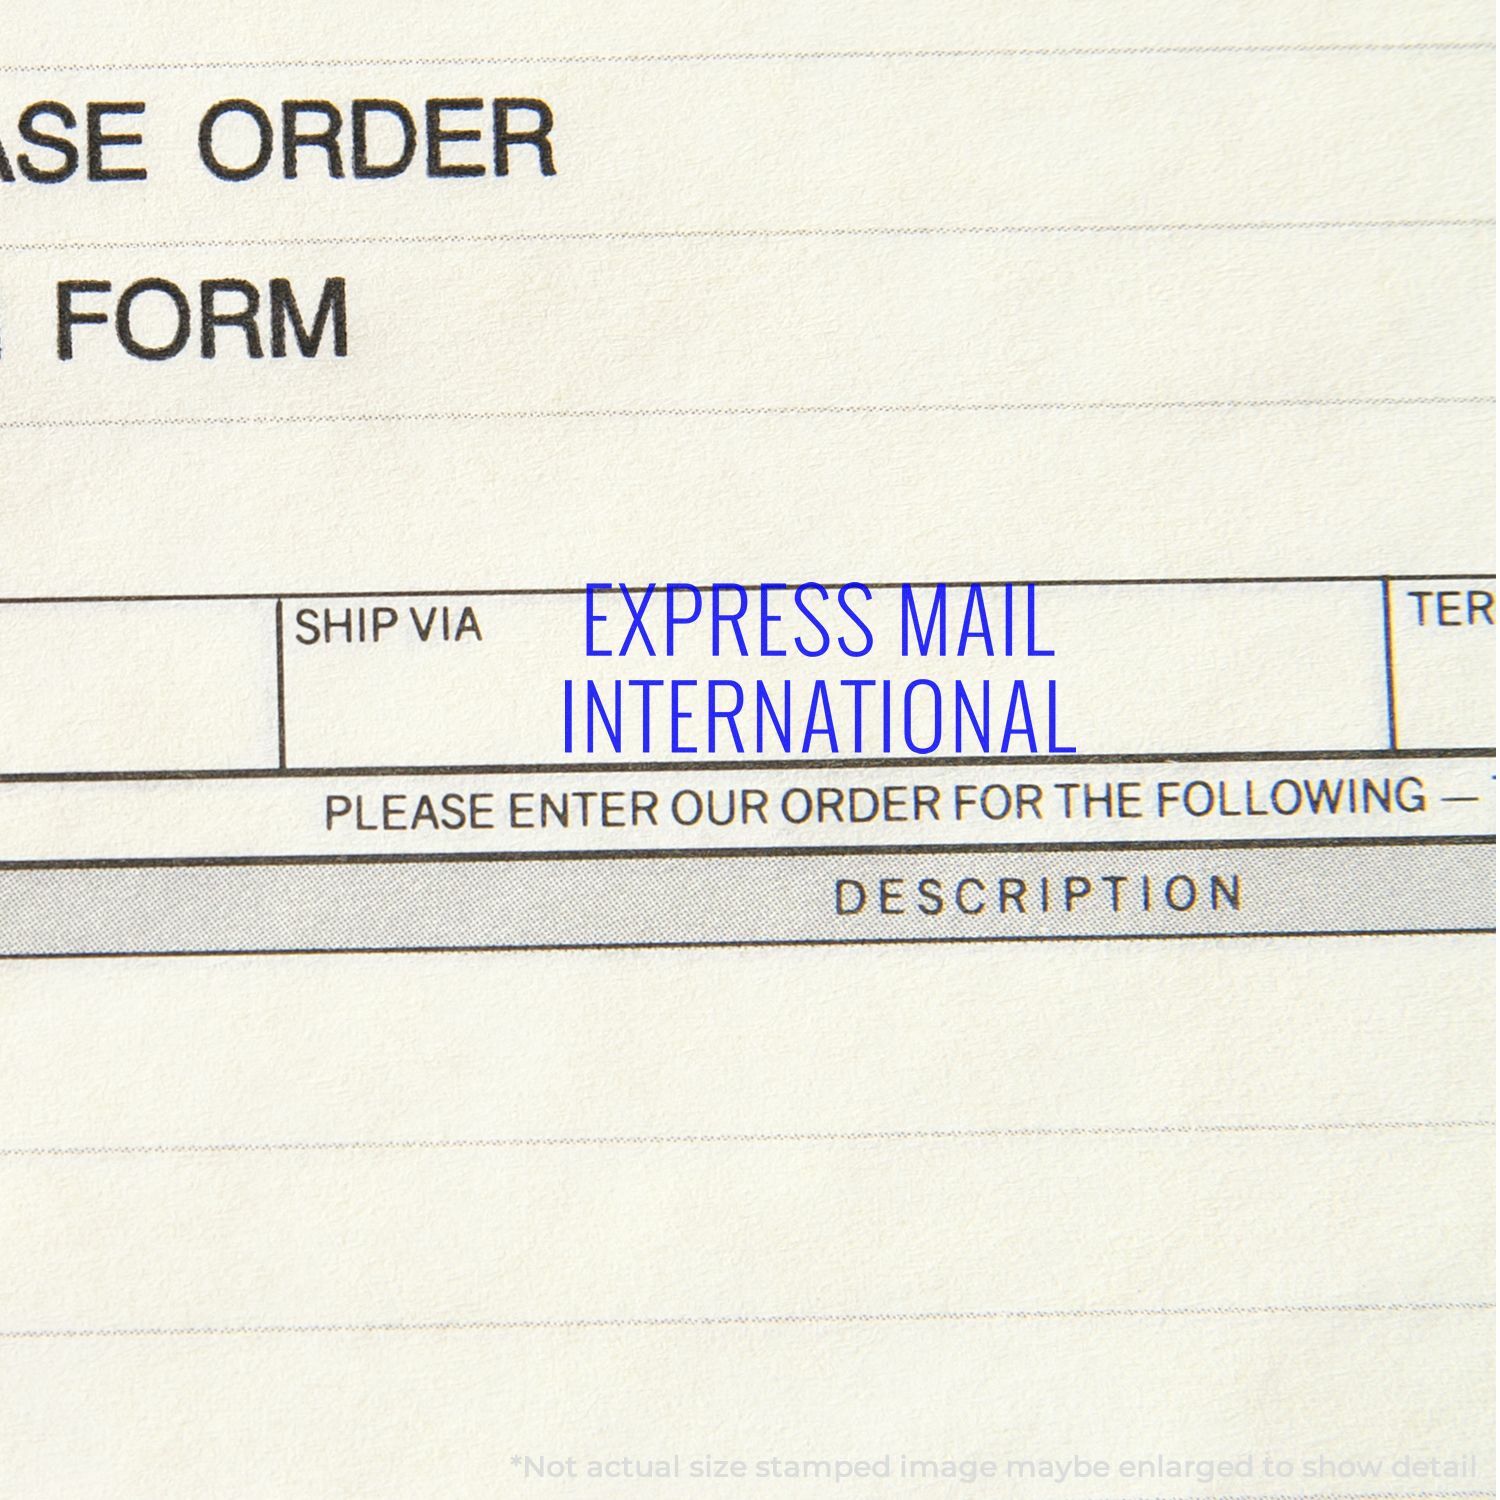 ASE ORDER
FORM
SHIP VIA
EXPRESS MAIL
INTERNATIONAL
TER
PLEASE ENTER OUR ORDER FOR THE FOLLOWING —
DESCRIPTION
*Not actual size stamped image maybe enlarged to show detail